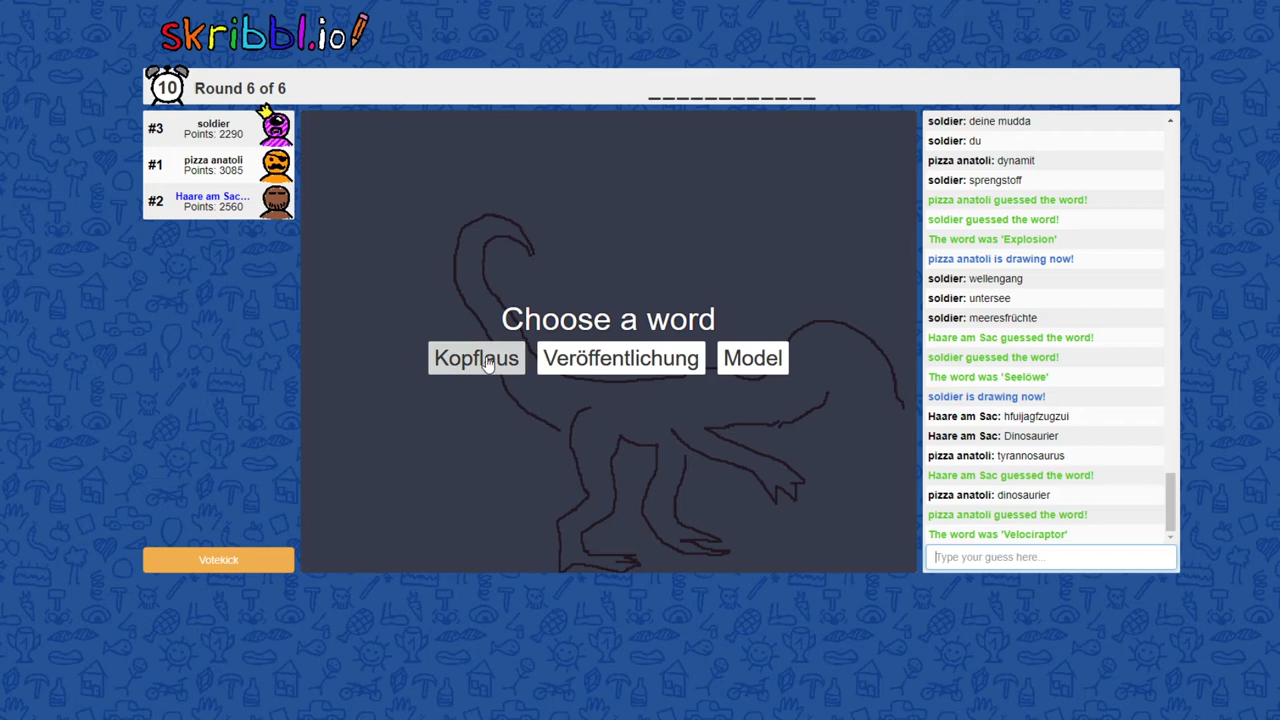 skribbl.io
10
Round 6 of 6
____________
#3
soldier
Points: 2290
#1
pizza anatoli
Points: 3085
#2
Haare am Sac...
Points: 2560
Votekick
Choose a word
Kopflaus
Veröffentlichung
Model
soldier: deine mudda
soldier: du
pizza anatoli: dynamit
soldier: sprengstoff
pizza anatoli guessed the word!
soldier guessed the word!
The word was 'Explosion'
pizza anatoli is drawing now!
soldier: wellengang
soldier: untersee
soldier: meeresfrüchte
Haare am Sac guessed the word!
soldier guessed the word!
The word was 'Seelöwe'
soldier is drawing now!
Haare am Sac: hfuijagfzugzui
Haare am Sac: Dinosaurier
pizza anatoli: tyrannosaurus
Haare am Sac guessed the word!
pizza anatoli: dinosaurier
pizza anatoli guessed the word!
The word was 'Velociraptor'
Type your guess here...